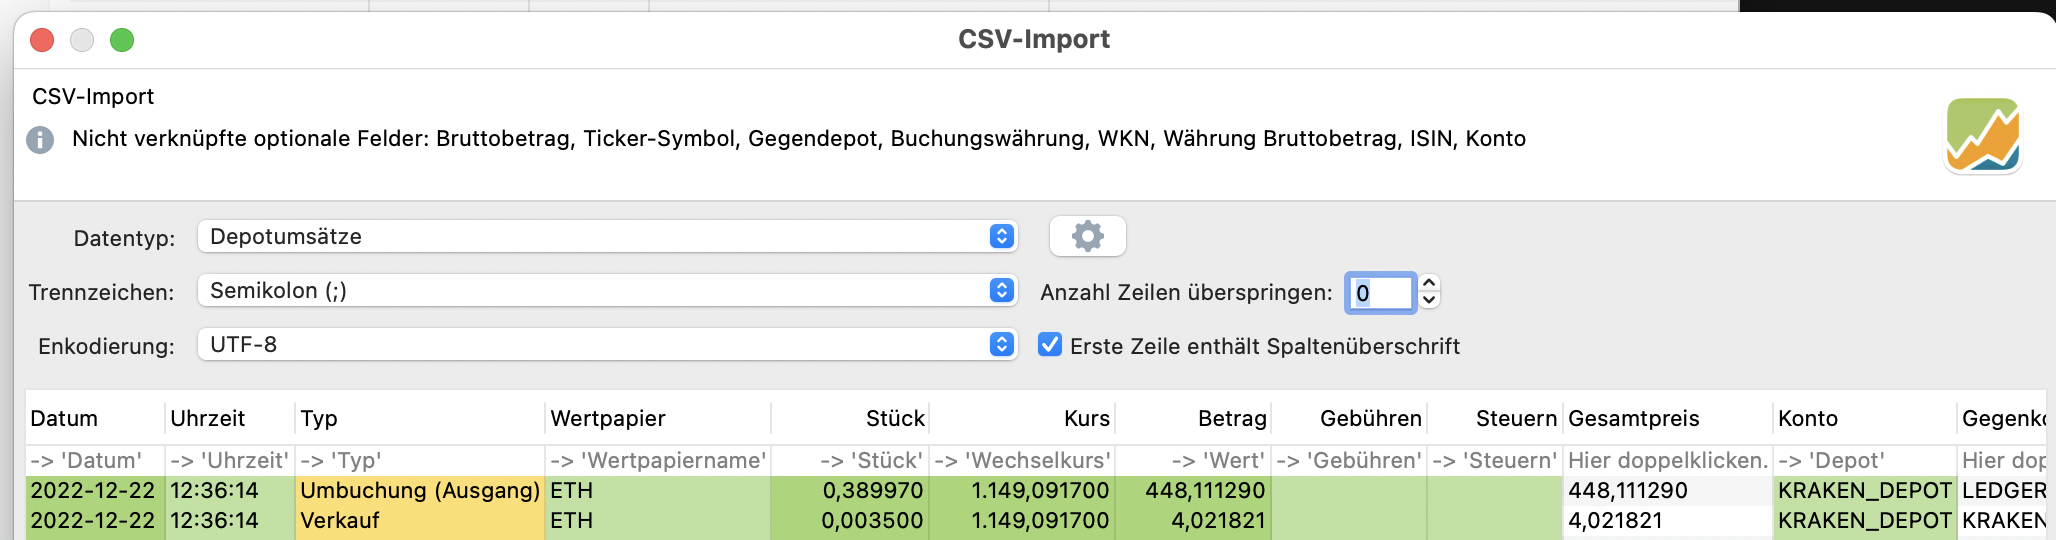 CSV-Import
CSV-Import
Nicht verknüpfte optionale Felder: Bruttobetrag, Ticker-Symbol, Gegendepot, Buchungswährung, WKN, Währung Bruttobetrag, ISIN, Konto
Datentyp: Depotumsätze
Trennzeichen: Semikolon (;) Anzahl Zeilen überspringen: 0
Enkodierung: UTF-8 Erste Zeile enthält Spaltenüberschrift
Datum Uhrzeit Typ Wertpapier Stück Kurs Betrag Gebühren Steuern Gesamtpreis Konto Gegenko
-> 'Datum' -> 'Uhrzeit' -> 'Typ' -> 'Wertpapiername' -> 'Stück' -> 'Wechselkurs' -> 'Wert' -> 'Gebühren' -> 'Steuern' Hier doppelklicken. -> 'Depot' Hier dop
2022-12-22 12:36:14 Umbuchung (Ausgang) ETH 0,389970 1.149,091700 448,111290 448,111290 KRAKEN_DEPOT LEDGER
2022-12-22 12:36:14 Verkauf ETH 0,003500 1.149,091700 4,021821 4,021821 KRAKEN_DEPOT KRAKEN